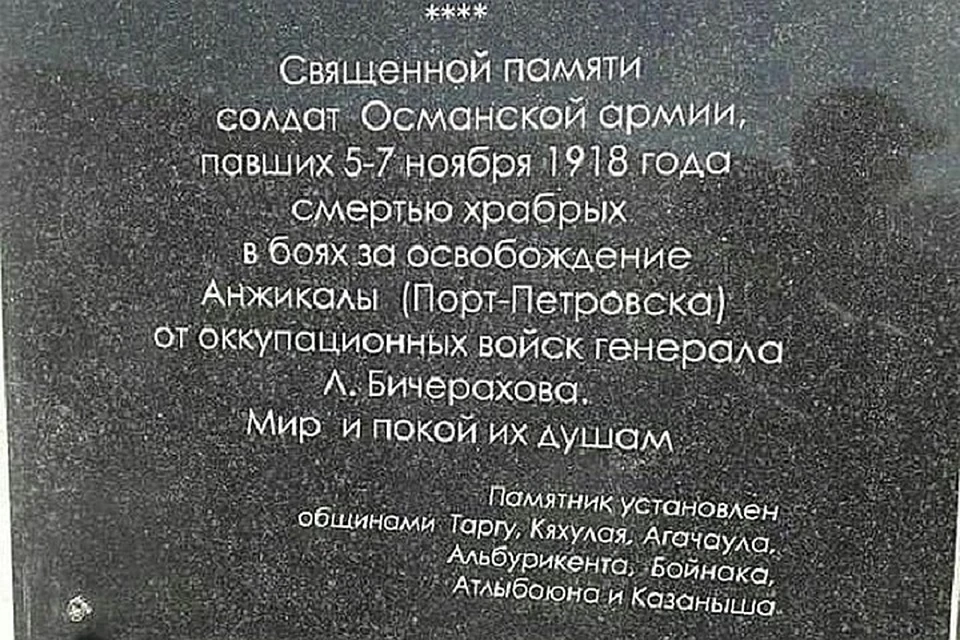 ****
Священной памяти
солдат Османской армии,
павших 5-7 ноября 1918 года
смертью храбрых
в боях за освобождение
Анжикалы (Порт-Петровска)
от оккупационных войск генерала
Л. Бичерахова.
Мир и покой их душам
Памятник установлен
общинами Таргу, Кяхулая, Агачаула,
Альбурикента, Бойнака,
Атлыбоюна и Казаныша